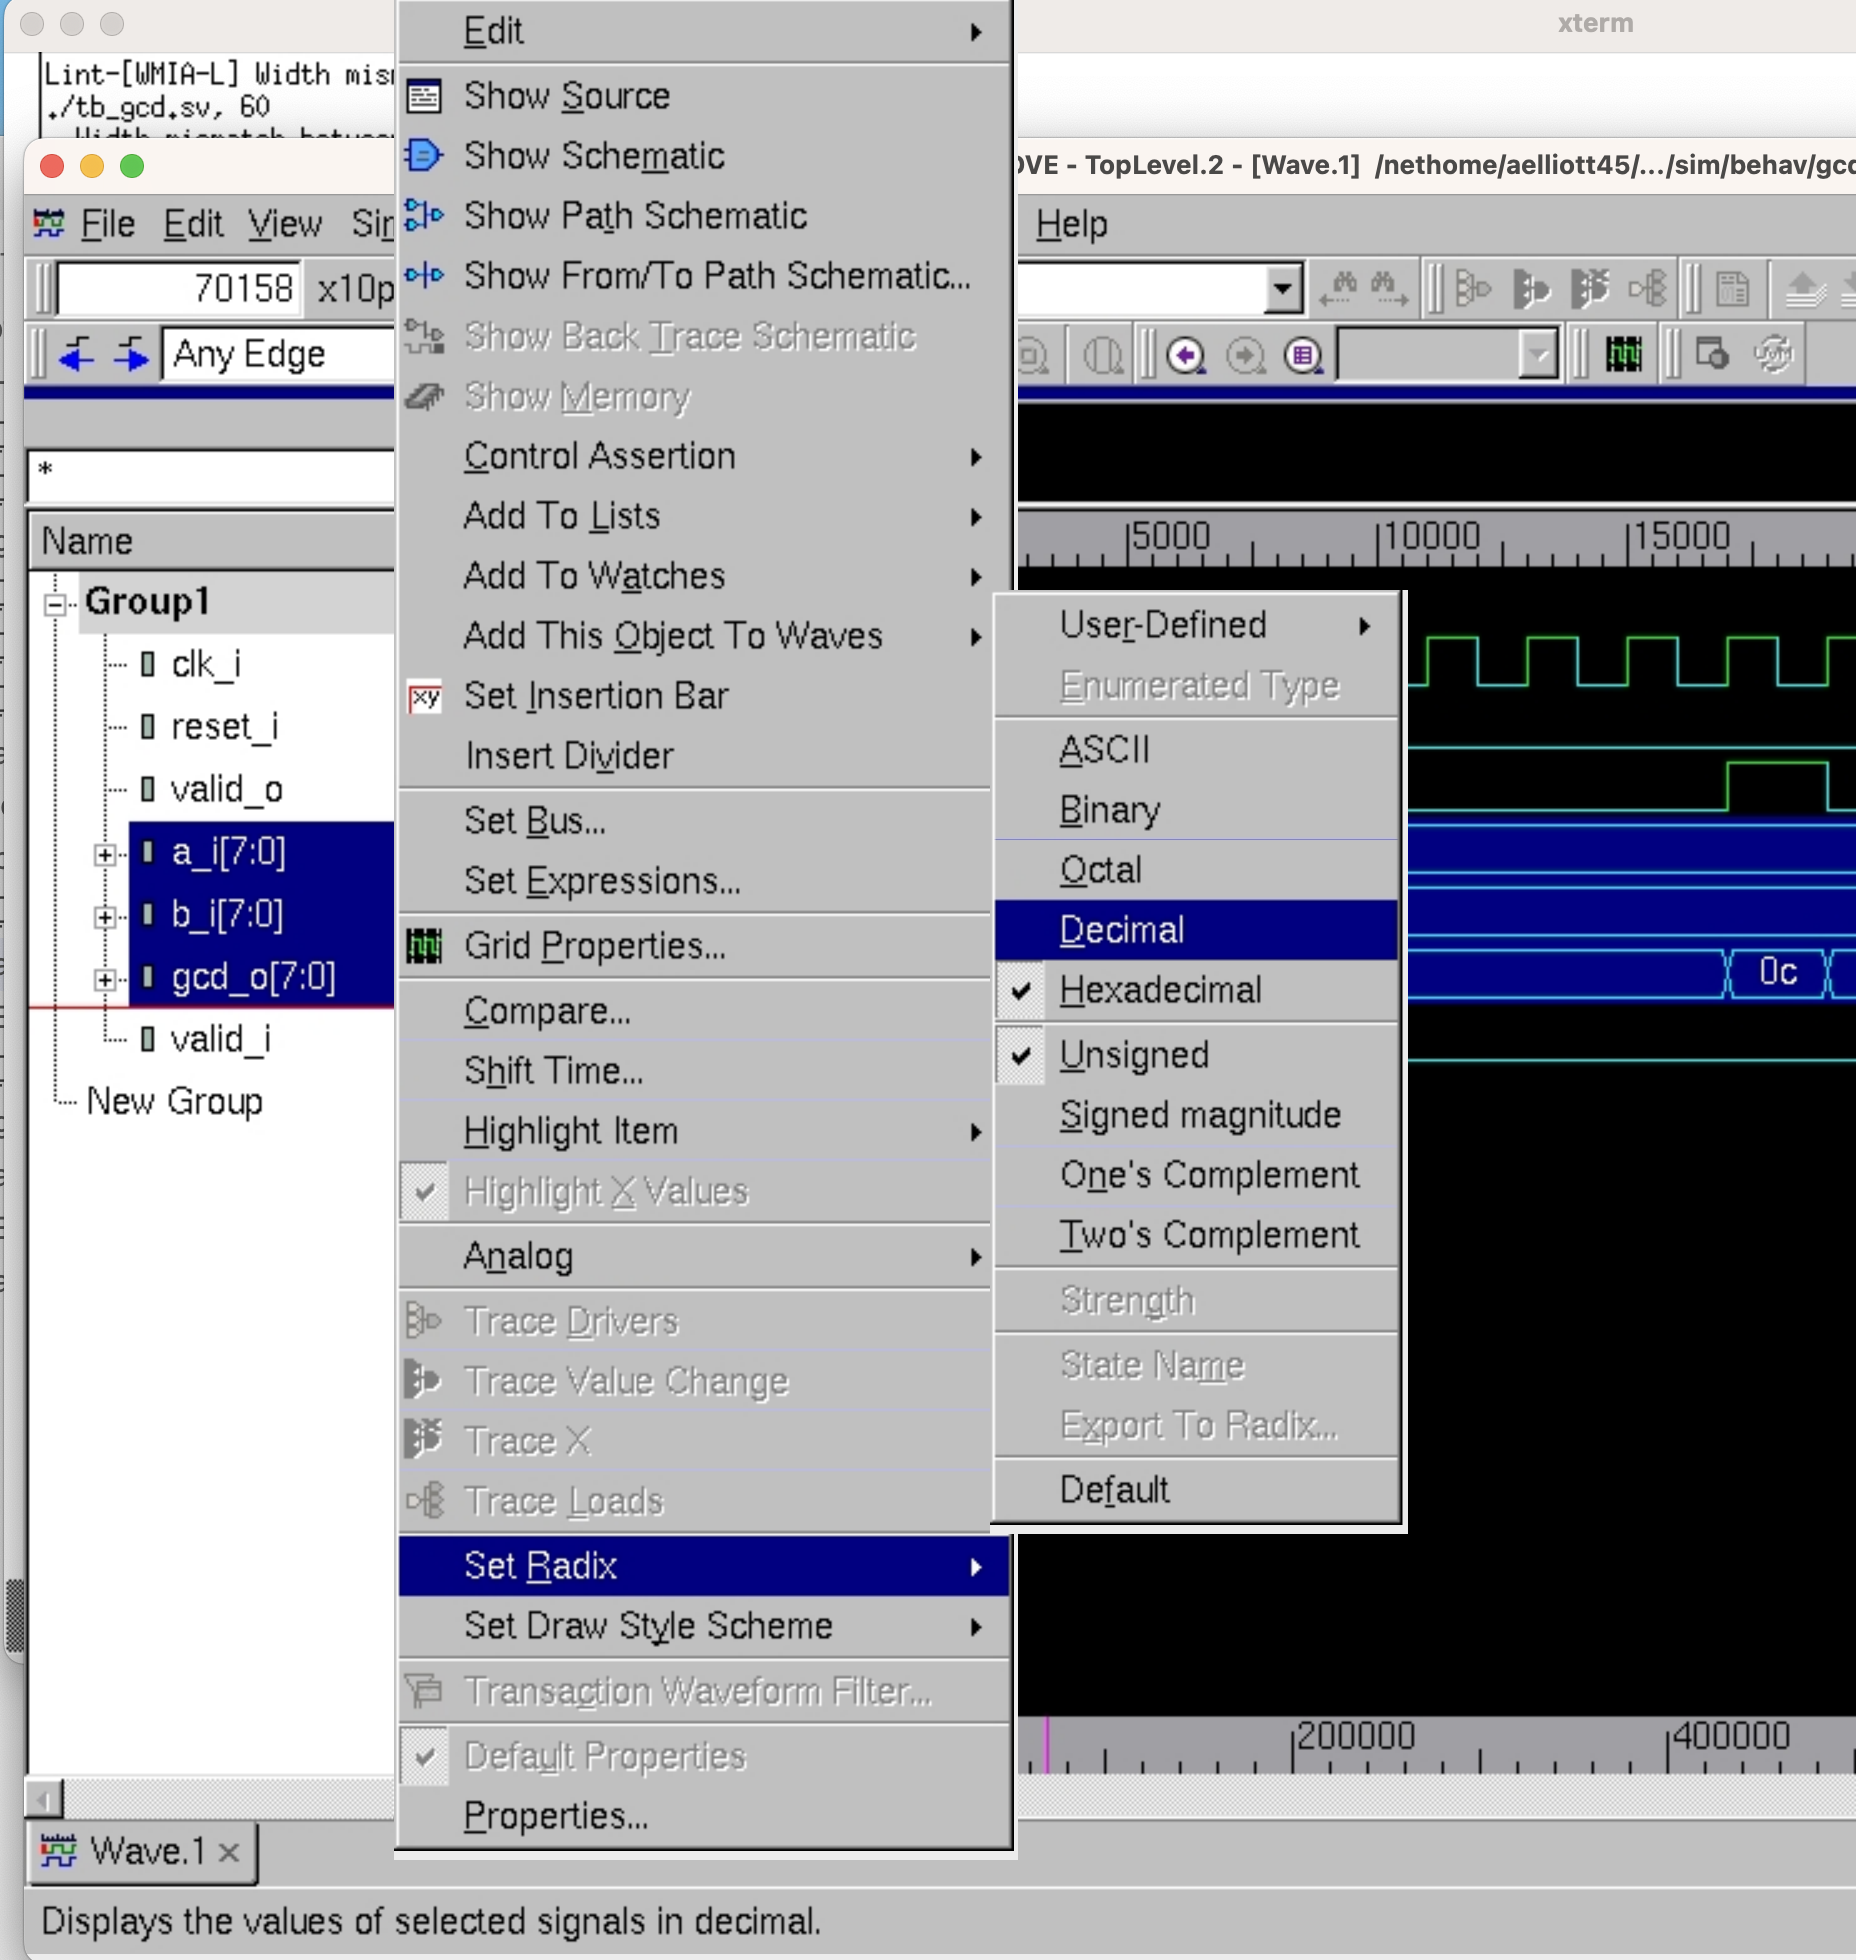 xterm
Lint-[WMIA-L] Width
./tb_gcd.sv, 60
Width mismatch
- TopLevel.2 - [Wave.1] /nethome/aelliott45/.../sim/behav/
File Edit View
Help
70158 x10p
Any Edge
*
Name
Group1
clk_i
reset_i
valid_o
a_i[7:0]
b_i[7:0]
gcd_o[7:0]
valid_i
New Group
Edit
Show Source
Show Schematic
Show Path Schematic
Show From/To Path Schematic...
Show Back Trace Schematic
Show Memory
Control Assertion
Add To Lists
Add To Watches
Add This Object To Waves
xy Set Insertion Bar
Insert Divider
Set Bus...
Set Expressions...
Grid Properties...
Compare...
Shift Time...
Highlight Item
Highlight X Values
Analog
Trace Drivers
Trace Value Change
Trace X
Trace Loads
Set Radix
Set Draw Style Scheme
Transaction Waveform Filter...
Default Properties
Properties...
User-Defined
Enumerated Type
ASCII
Binary
Octal
Decimal
Hexadecimal
Unsigned
Signed magnitude
One's Complement
Two's Complement
Strength
State Name
Export To Radix...
Default
5000 10000 15000
0c
200000 400000
Wave.1
Displays the values of selected signals in decimal.